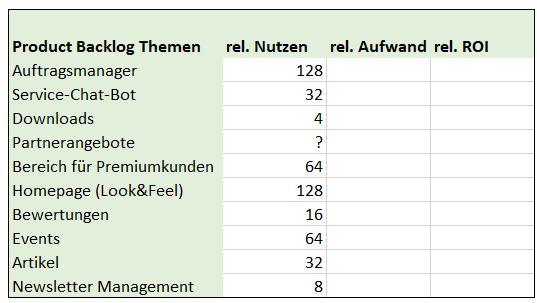 Product Backlog Themen rel. Nutzen rel. Aufwand rel. ROI
Auftragsmanager 128
Service-Chat-Bot 32
Downloads 4
Partnerangebote ?
Bereich für Premiumkunden 64
Homepage (Look&Feel) 128
Bewertungen 16
Events 64
Artikel 32
Newsletter Management 8